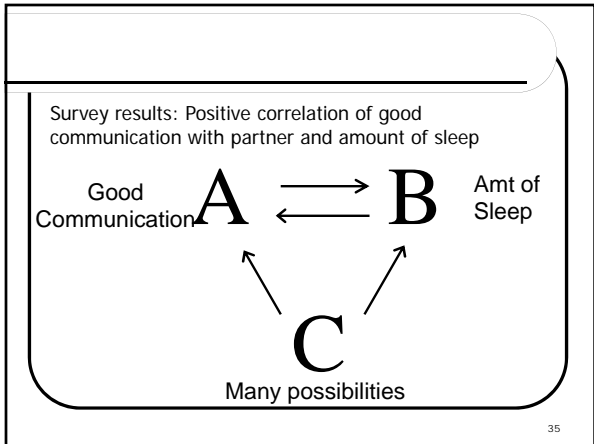 Survey results: Positive correlation of good
communication with partner and amount of sleep
Good
Communication
A
B
Amt of
Sleep
C
Many possibilities
35